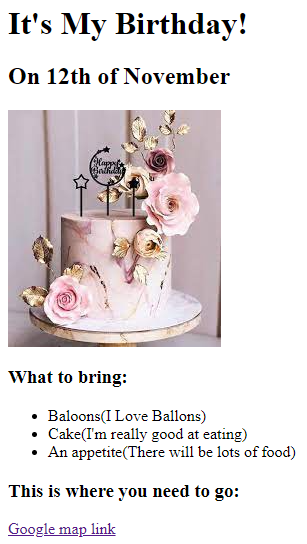 It's My Birthday!
On 12th of November
Happy
Birthday
What to bring:
Baloons(I Love Ballons)
Cake(I'm really good at eating)
An appetite(There will be lots of food)
This is where you need to go:
Google map link